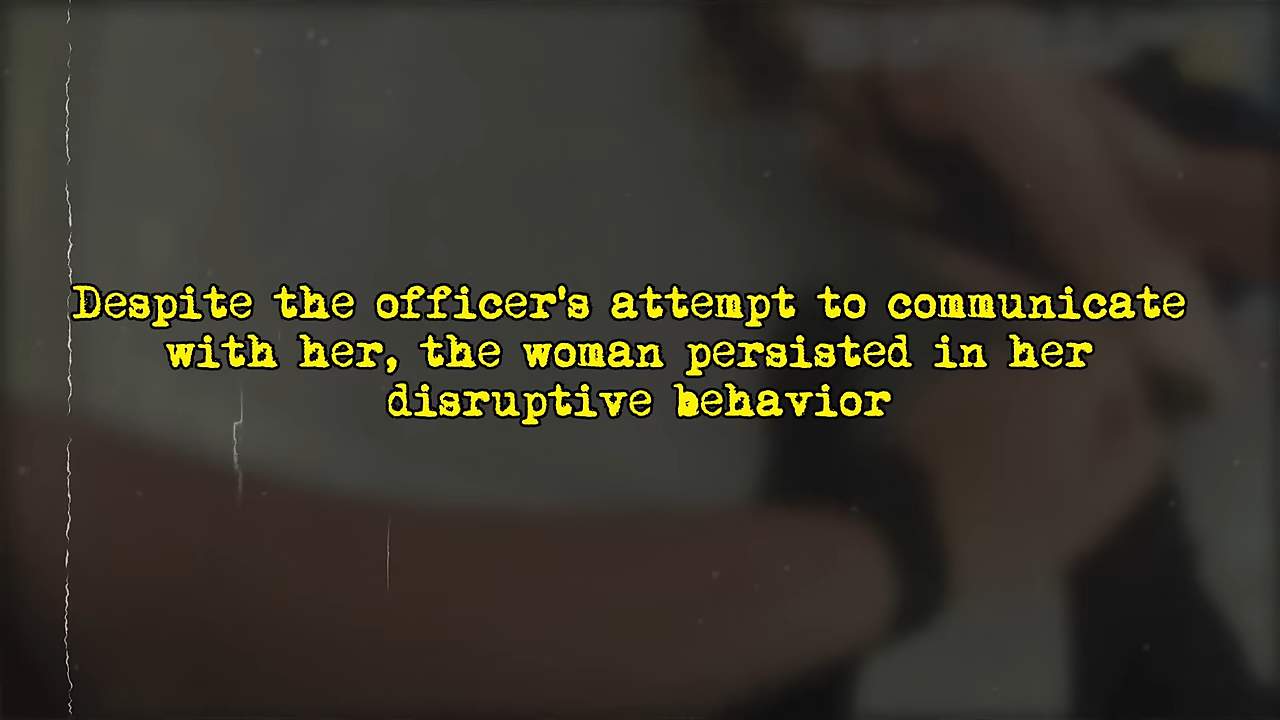 Despite the officer's attempt to communicate
with her, the woman persisted in her
disruptive behavior